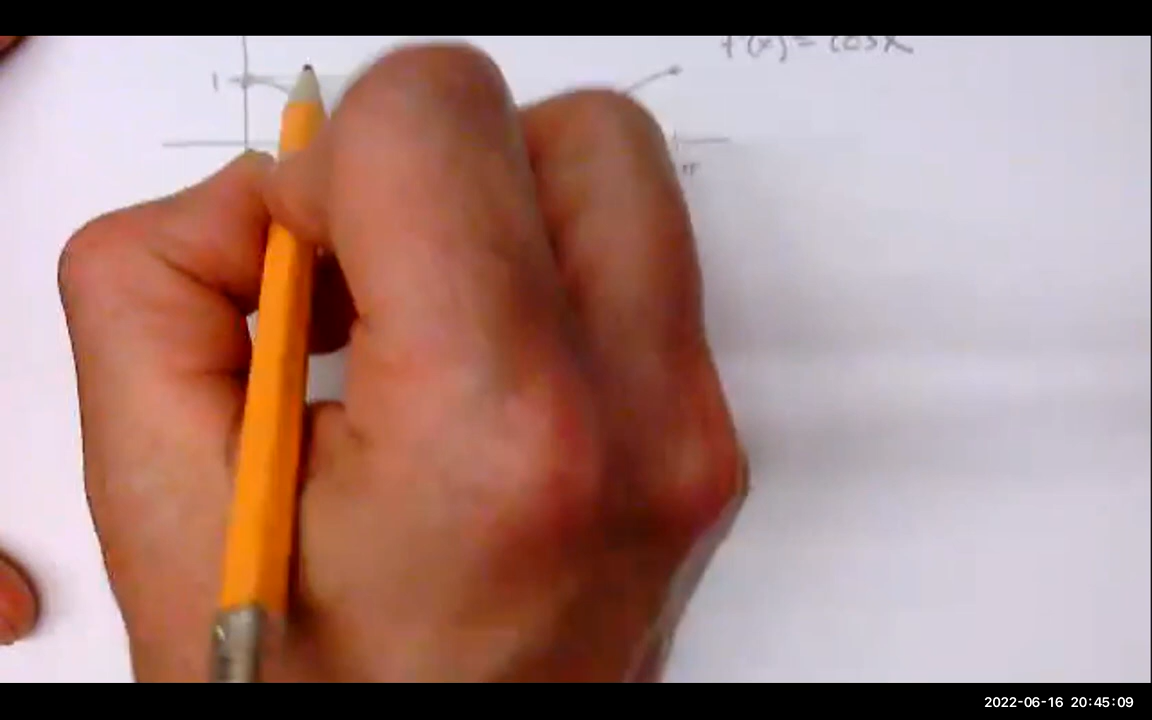 f'(x) = cos x
1
π
2022-06-16 20:45:09